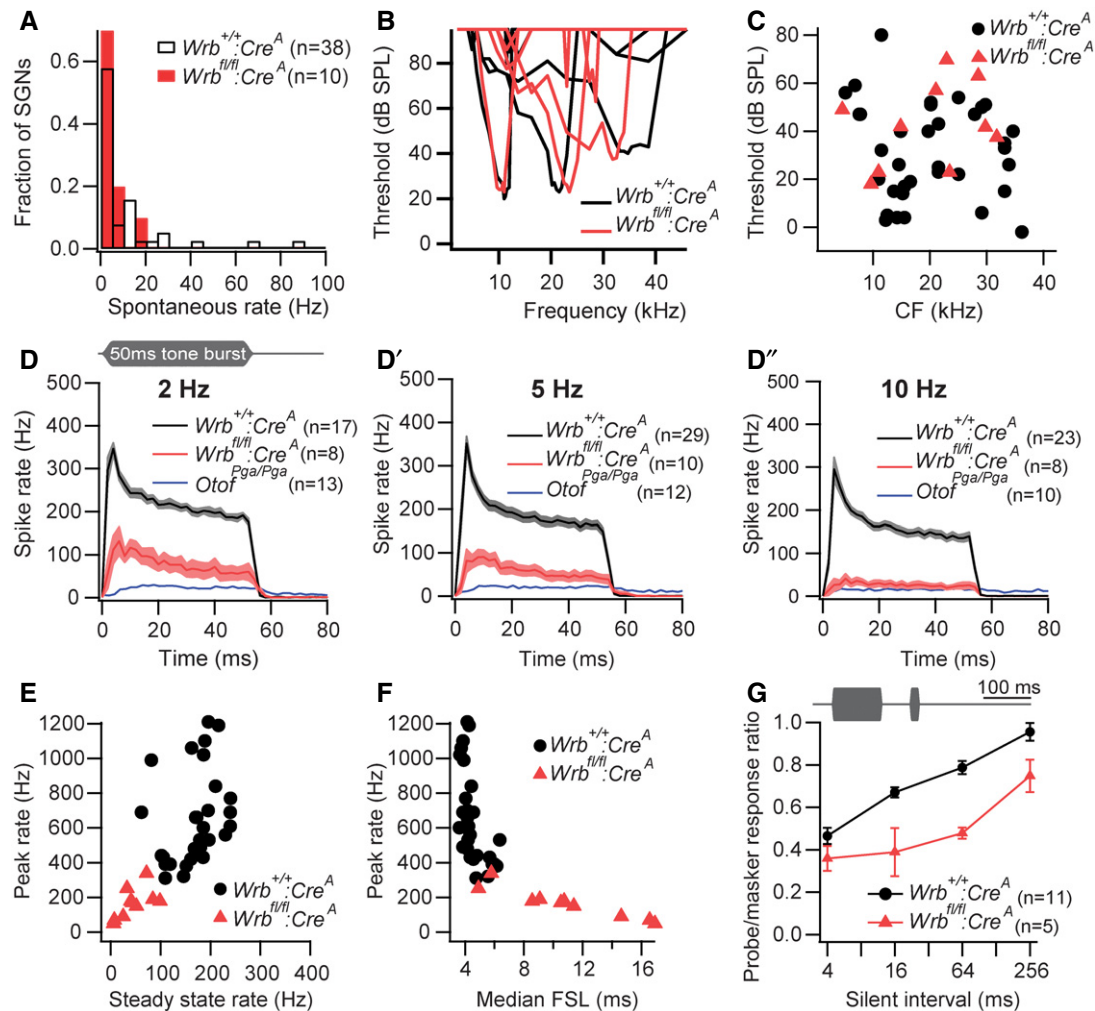 A
Wrb+/+:CreA (n=38)
Wrbfl/fl:CreA (n=10)
Fraction of SGNs
0.6
0.4
0.2
0.0
0 20 40 60 80 100
Spontaneous rate (Hz)
B
Threshold (dB SPL)
80
60
40
20
0
Wrb+/+:CreA
Wrbfl/fl:CreA
10 20 30 40
Frequency (kHz)
C
Wrb+/+:CreA
Wrbfl/fl:CreA
Threshold (dB SPL)
80
60
40
20
0
10 20 30 40
CF (kHz)
D
50ms tone burst
2 Hz
Wrb+/+:CreA (n=17)
Wrbfl/fl:CreA (n=8)
OtofPga/Pga (n=13)
Spike rate (Hz)
500
400
300
200
100
0
0 20 40 60 80
Time (ms)
D′
5 Hz
Wrb+/+:CreA (n=29)
Wrbfl/fl:CreA (n=10)
OtofPga/Pga (n=12)
Spike rate (Hz)
500
400
300
200
100
0
0 20 40 60 80
Time (ms)
D″
10 Hz
Wrb+/+:CreA (n=23)
Wrbfl/fl:CreA (n=8)
OtofPga/Pga (n=10)
Spike rate (Hz)
500
400
300
200
100
0
0 20 40 60 80
Time (ms)
E
Peak rate (Hz)
1200
1000
800
600
400
200
0
Wrb+/+:CreA
Wrbfl/fl:CreA
0 100 200 300 400
Steady state rate (Hz)
F
Peak rate (Hz)
1200
1000
800
600
400
200
0
Wrb+/+:CreA
Wrbfl/fl:CreA
4 8 12 16
Median FSL (ms)
G
100 ms
Probe/masker response ratio
1.0
0.8
0.6
0.4
0.2
0.0
Wrb+/+:CreA (n=11)
Wrbfl/fl:CreA (n=5)
4 16 64 256
Silent interval (ms)